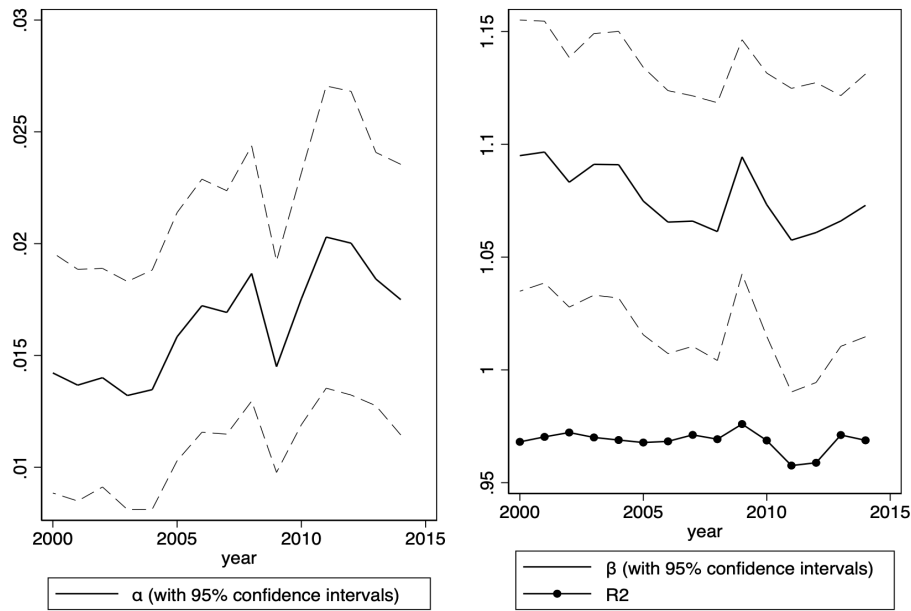 .03
.025
.02
.015
.01
2000 2005 2010 2015
year
α (with 95% confidence intervals)
1.15
1.1
1.05
1
.95
2000 2005 2010 2015
year
β (with 95% confidence intervals)
R2